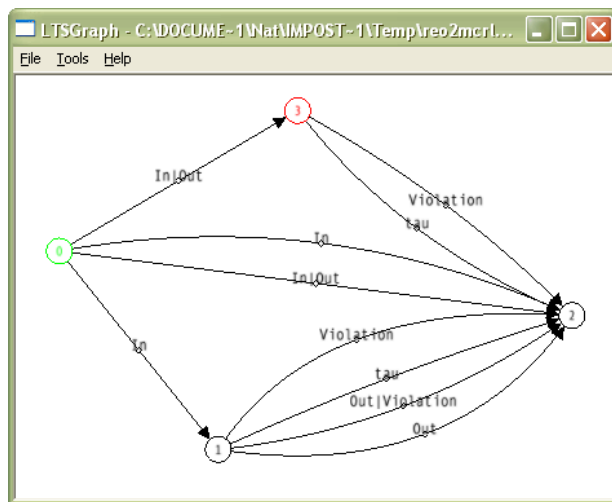 LTSGraph - C:\DOCUME~1\Nat\IMPOST~1\Temp\reo2mcrl...
File Tools Help
3
In|Out
Violation
tau
In
0
In|Out
2
Violation
In
tau
Out|Violation
Out
1